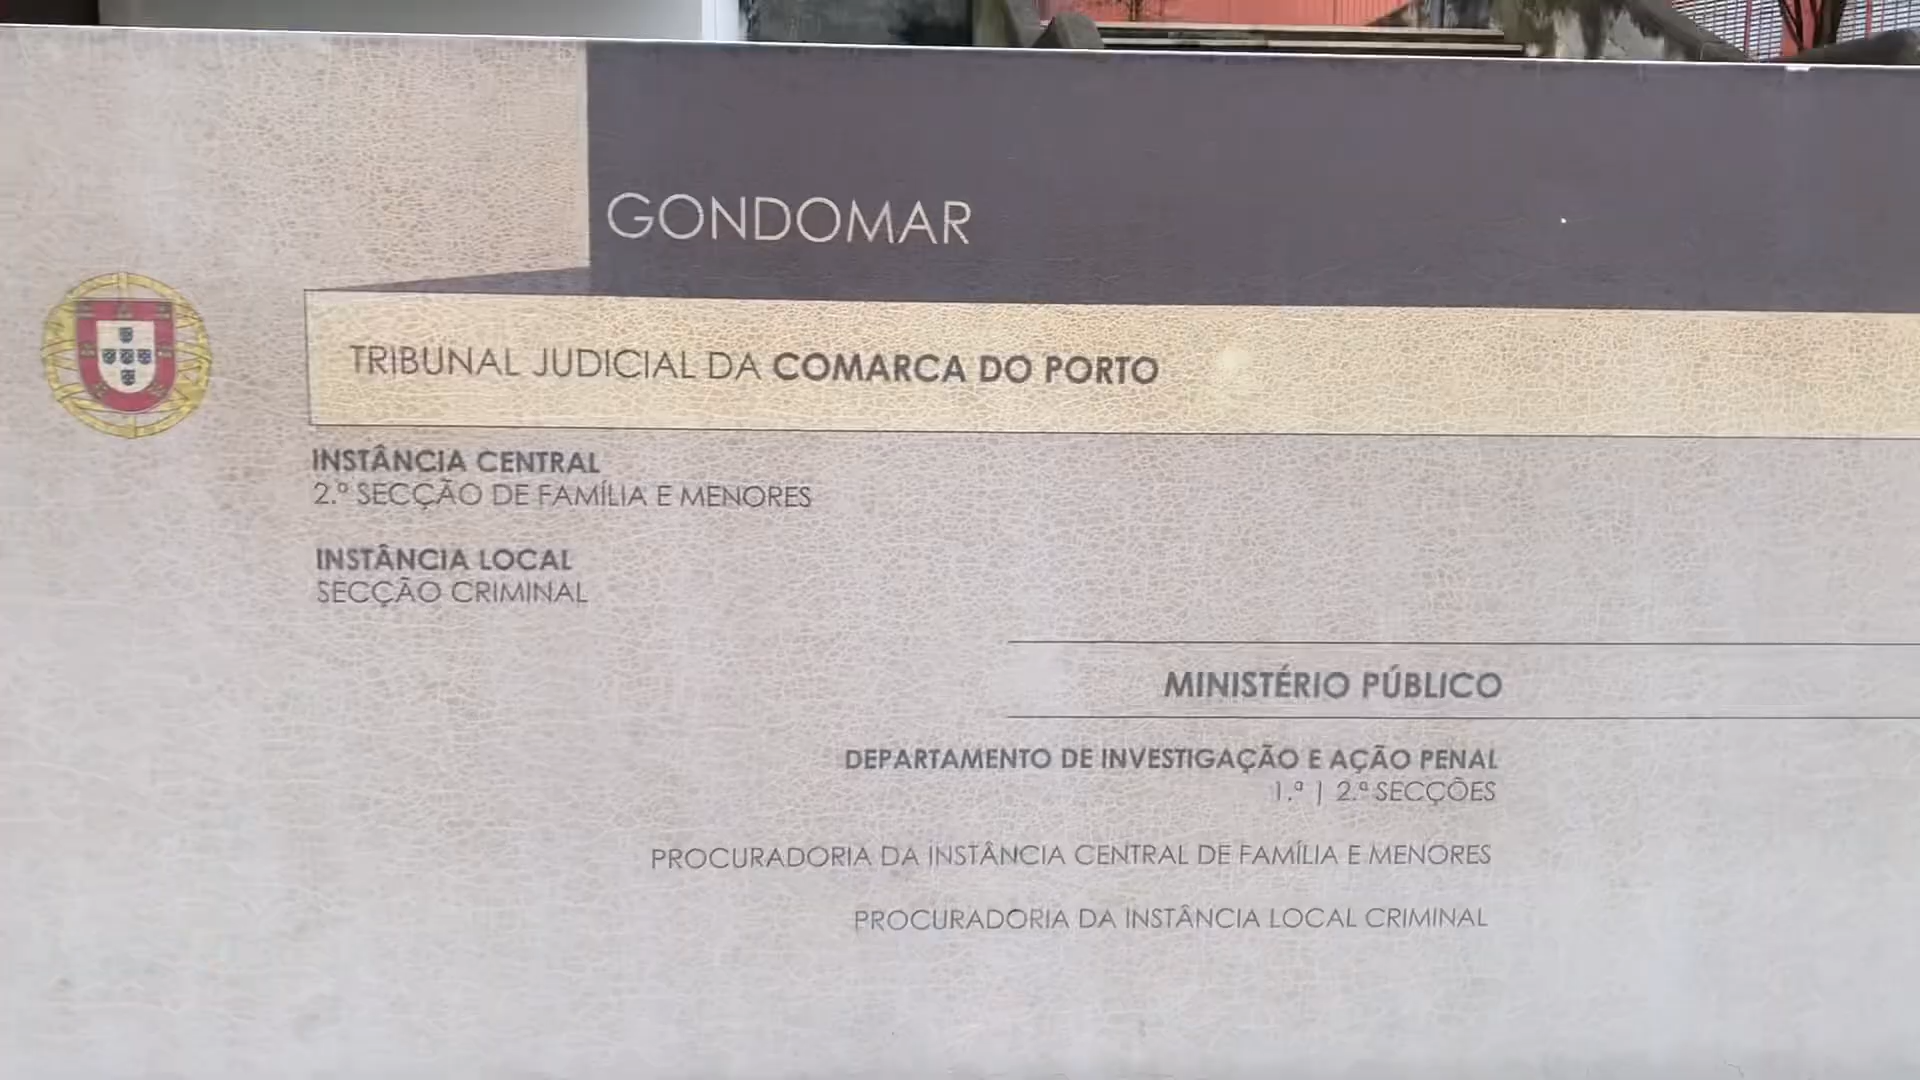 GONDOMAR
TRIBUNAL JUDICIAL DA COMARCA DO PORTO
INSTÂNCIA CENTRAL
2.º SECÇÃO DE FAMÍLIA E MENORES
INSTÂNCIA LOCAL
SECÇÃO CRIMINAL
MINISTÉRIO PÚBLICO
DEPARTAMENTO DE INVESTIGAÇÃO E AÇÃO PENAL
1.ª | 2.ª SECÇÕES
PROCURADORIA DA INSTÂNCIA CENTRAL DE FAMÍLIA E MENORES
PROCURADORIA DA INSTÂNCIA LOCAL CRIMINAL